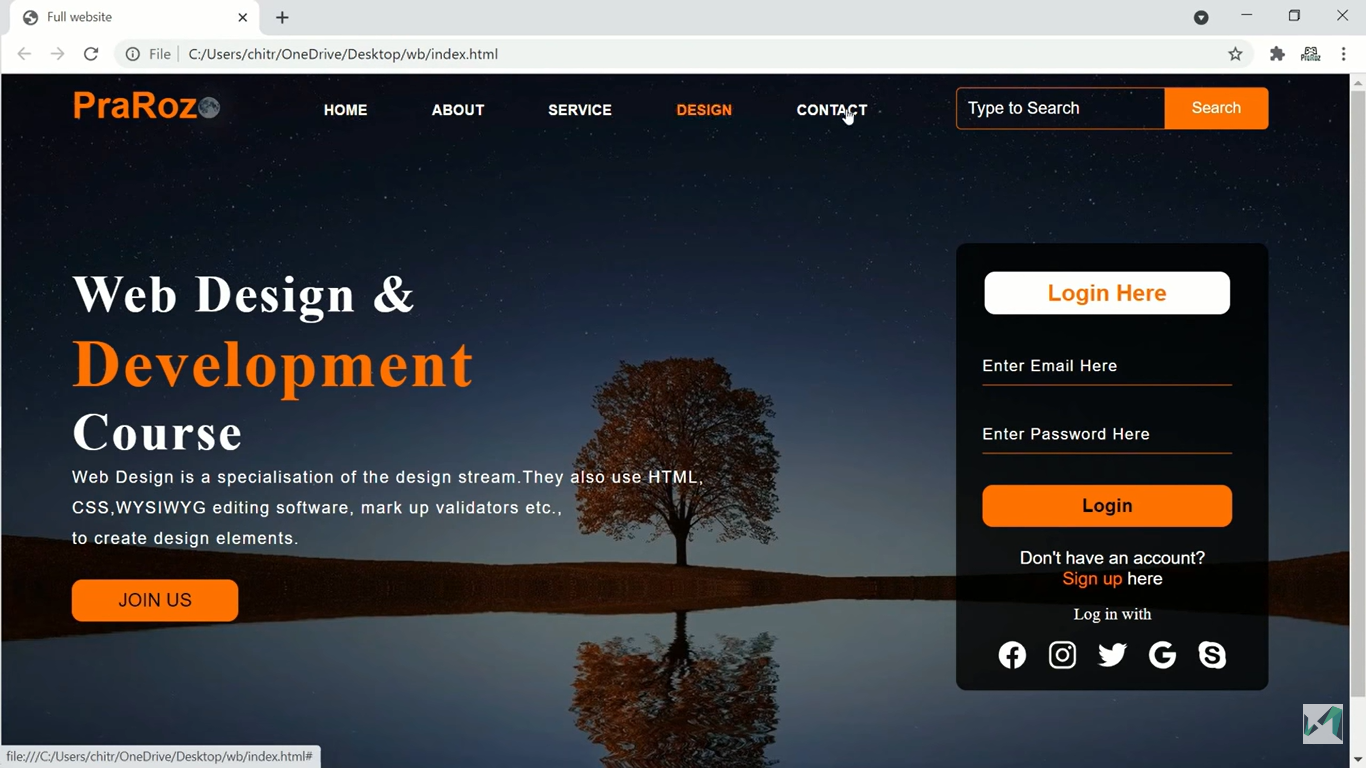 Full website
File
C:/Users/chitr/OneDrive/Desktop/wb/index.html
PraRoz
HOME
ABOUT
SERVICE
DESIGN
CONTACT
Type to Search
Search
Web Design &
Development
Course
Web Design is a specialisation of the design stream.They also use HTML,
CSS,WYSIWYG editing software, mark up validators etc.,
to create design elements.
JOIN US
Login Here
Enter Email Here
Enter Password Here
Login
Don't have an account?
Sign up here
Log in with
file:///C:/Users/chitr/OneDrive/Desktop/wb/index.html#